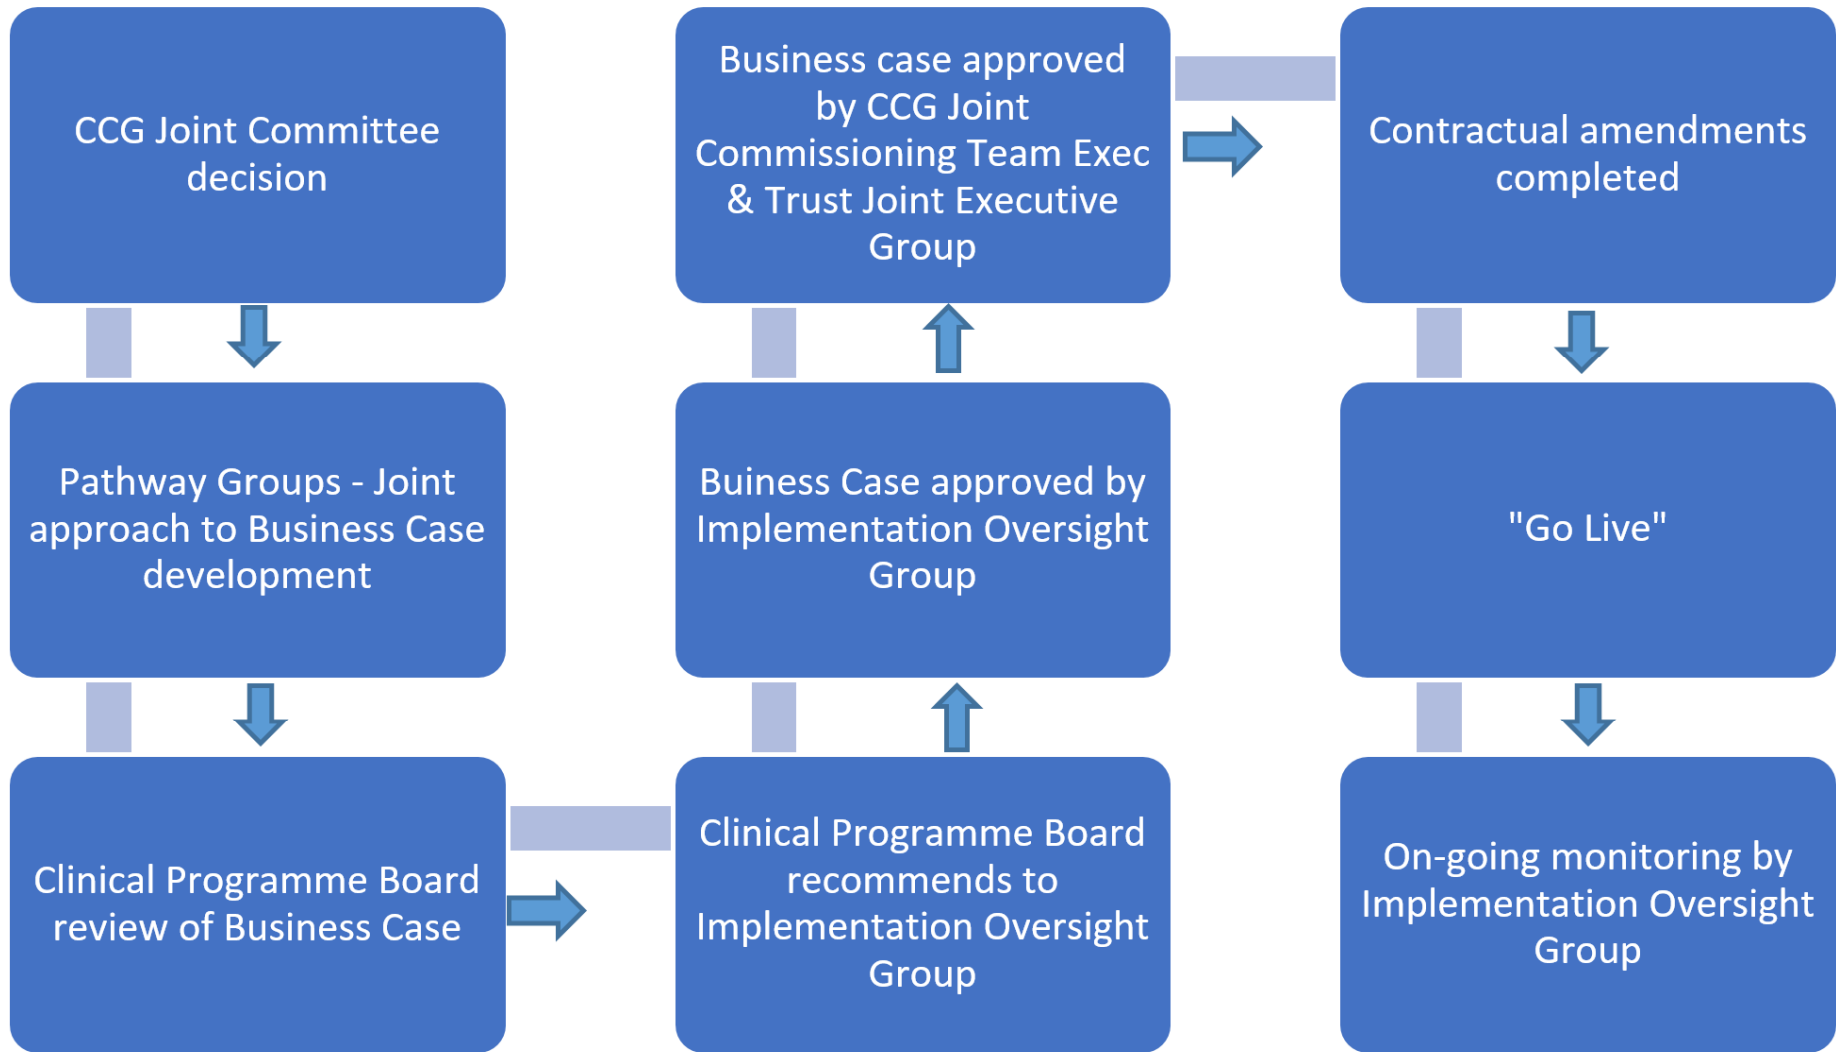 CCG Joint Committee
decision
Pathway Groups - Joint
approach to Business Case
development
Clinical Programme Board
review of Business Case
Clinical Programme Board
recommends to
Implementation Oversight
Group
Buiness Case approved by
Implementation Oversight
Group
Business case approved
by CCG Joint
Commissioning Team Exec
& Trust Joint Executive
Group
Contractual amendments
completed
"Go Live"
On-going monitoring by
Implementation Oversight
Group